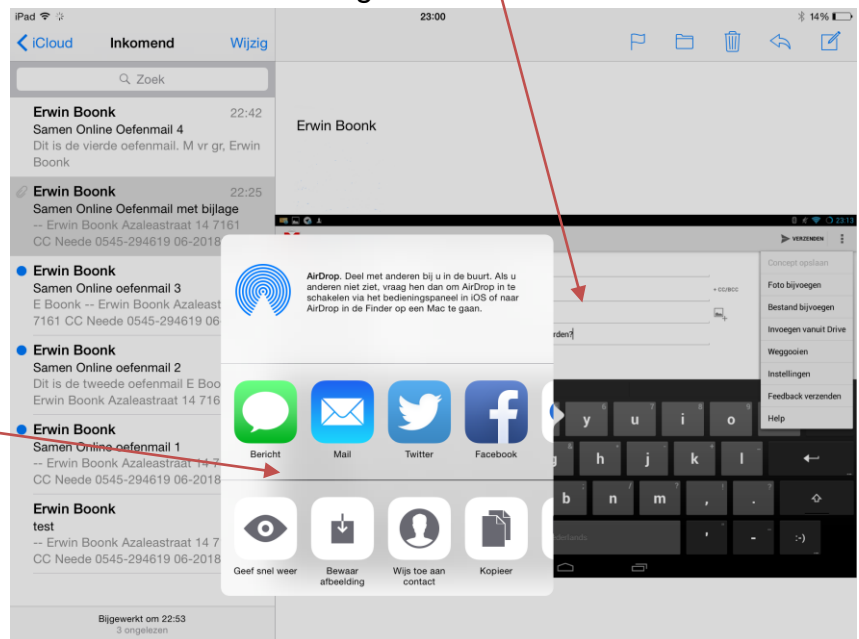 iPad
23:00
14%
iCloud
Inkomend
Wijzig
Zoek
Erwin Boonk 22:42
Samen Online Oefenmail 4
Dit is de vierde oefenmail. M vr gr, Erwin
Boonk
Erwin Boonk 22:25
Samen Online Oefenmail met bijlage
-- Erwin Boonk Azaleastraat 14 7161
CC Neede 0545-294619 06-2018
Erwin Boonk
Samen Online oefenmail 3
E Boonk -- Erwin Boonk Azaleast
7161 CC Neede 0545-294619 06
Erwin Boonk
Samen Online oefenmail 2
Dit is de tweede oefenmail E Boo
Erwin Boonk Azaleastraat 14 716
Erwin Boonk
Samen Online oefenmail 1
-- Erwin Boonk Azaleastraat 14 7
CC Neede 0545-294619 06-2018
Erwin Boonk
test
-- Erwin Boonk Azaleastraat 14 7
CC Neede 0545-294619 06-2018
Bijgewerkt om 22:53
3 ongelezen
Erwin Boonk
23:13
VERZENDEN
+ CC/BCC
rden?
Concept opslaan
Foto bijvoegen
Bestand bijvoegen
Invoegen vanuit Drive
Weggooien
Instellingen
Feedback verzenden
Help
AirDrop. Deel met anderen bij u in de buurt. Als u
anderen niet ziet, vraag hen dan om AirDrop in te
schakelen via het bedieningspaneel in iOS of naar
AirDrop in de Finder op een Mac te gaan.
Bericht
Mail
Twitter
Facebook
Geef snel weer
Bewaar
afbeelding
Wijs toe aan
contact
Kopieer
y 6 u 7 i 8 o 9
h j k l
b n m , ! . ?
' - :-)